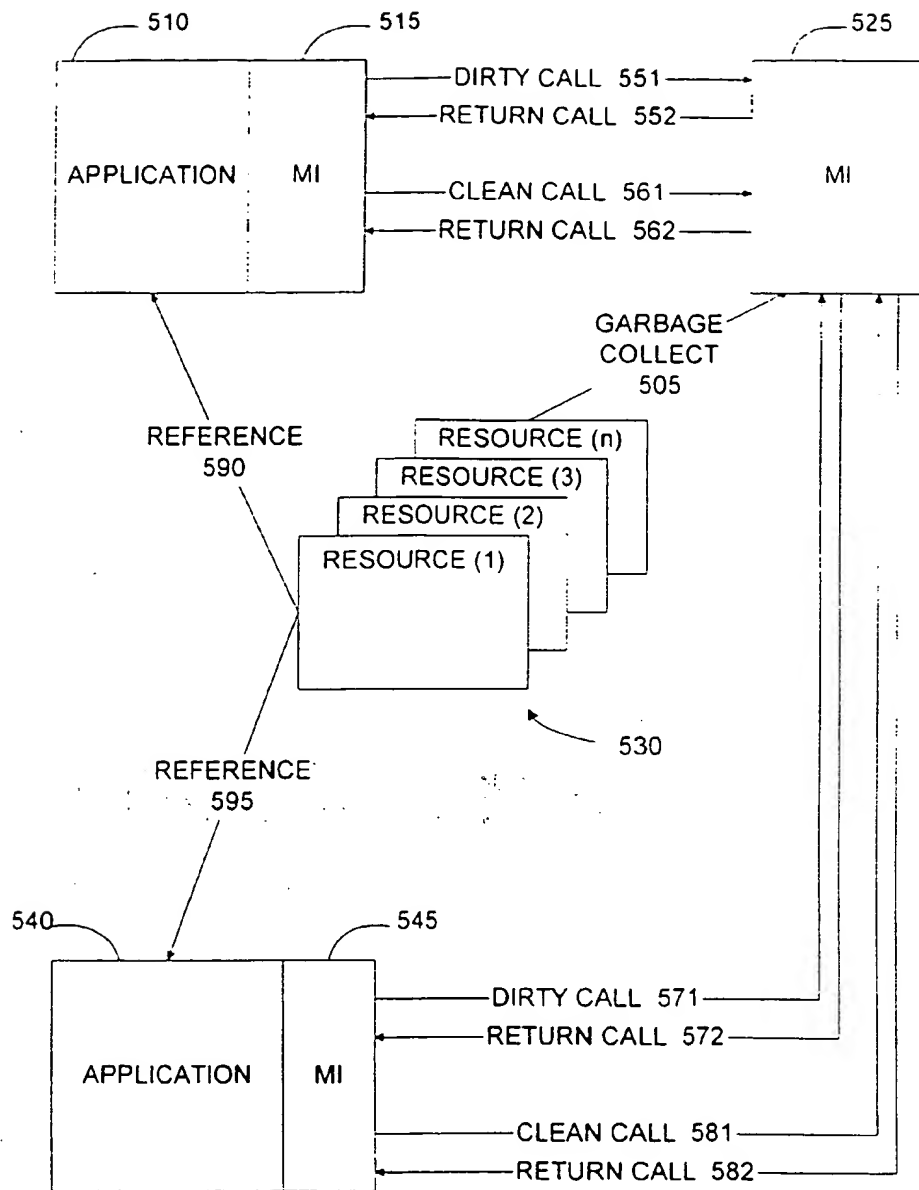 510
515
525
DIRTY CALL 551
RETURN CALL 552
APPLICATION
MI
MI
CLEAN CALL 561
RETURN CALL 562
GARBAGE
COLLECT
505
REFERENCE
590
RESOURCE (n)
RESOURCE (3)
RESOURCE (2)
RESOURCE (1)
530
REFERENCE
595
540
545
DIRTY CALL 571
RETURN CALL 572
APPLICATION
MI
CLEAN CALL 581
RETURN CALL 582